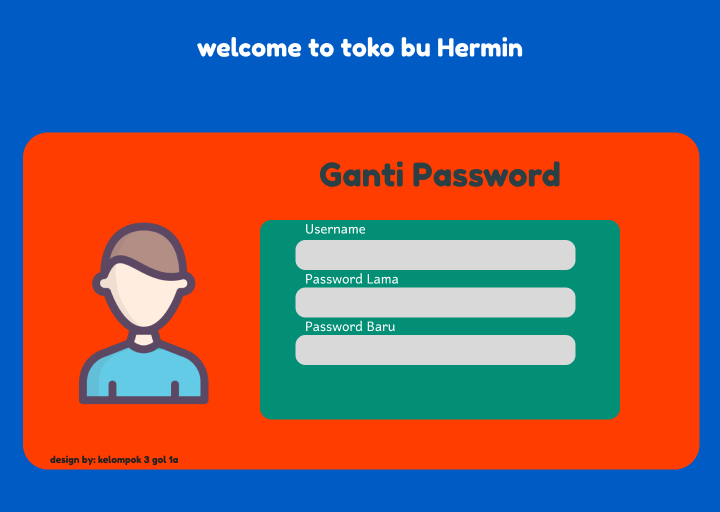 welcome to toko bu Hermin
Ganti Password
Username
Password Lama
Password Baru
design by: kelompok 3 gol 1a